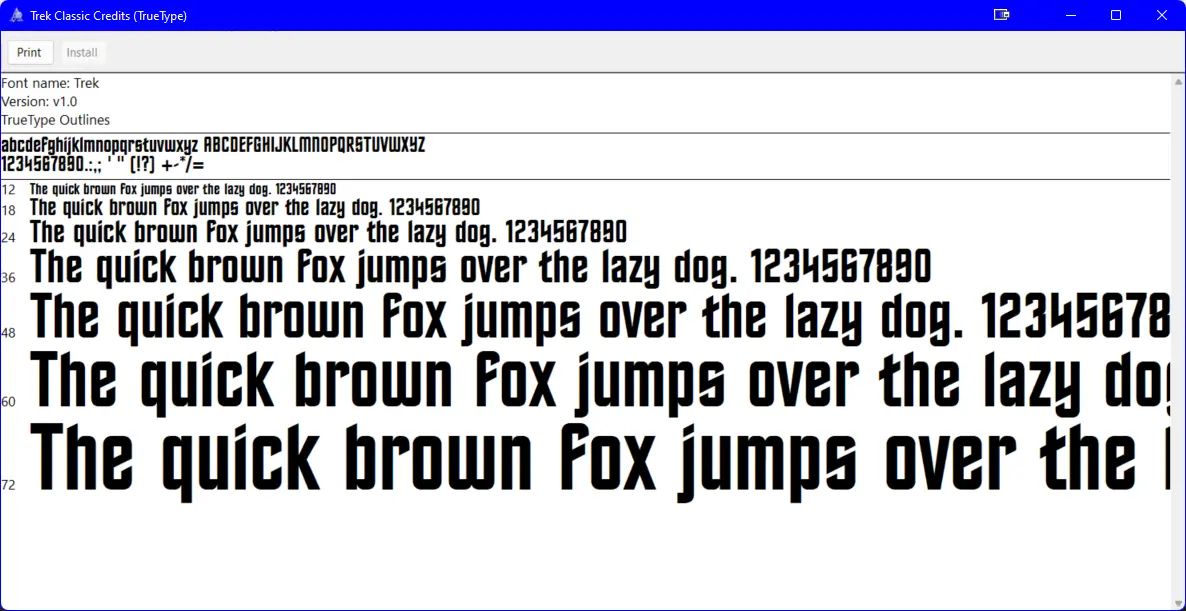 Trek Classic Credits (TrueType)
Print Install
Font name: Trek
Version: v1.0
TrueType Outlines
abcdefghijklmnopqrstuvwxyz ABCDEFGHIJKLMNOPQRSTUVWXYZ
1234567890.:,; ' " (!?) +-*/=
12 The quick brown fox jumps over the lazy dog. 1234567890
18 The quick brown fox jumps over the lazy dog. 1234567890
24 The quick brown fox jumps over the lazy dog. 1234567890
36 The quick brown fox jumps over the lazy dog. 1234567890
48 The quick brown fox jumps over the lazy dog. 12345678
60 The quick brown fox jumps over the lazy dog
72 The quick brown fox jumps over the l